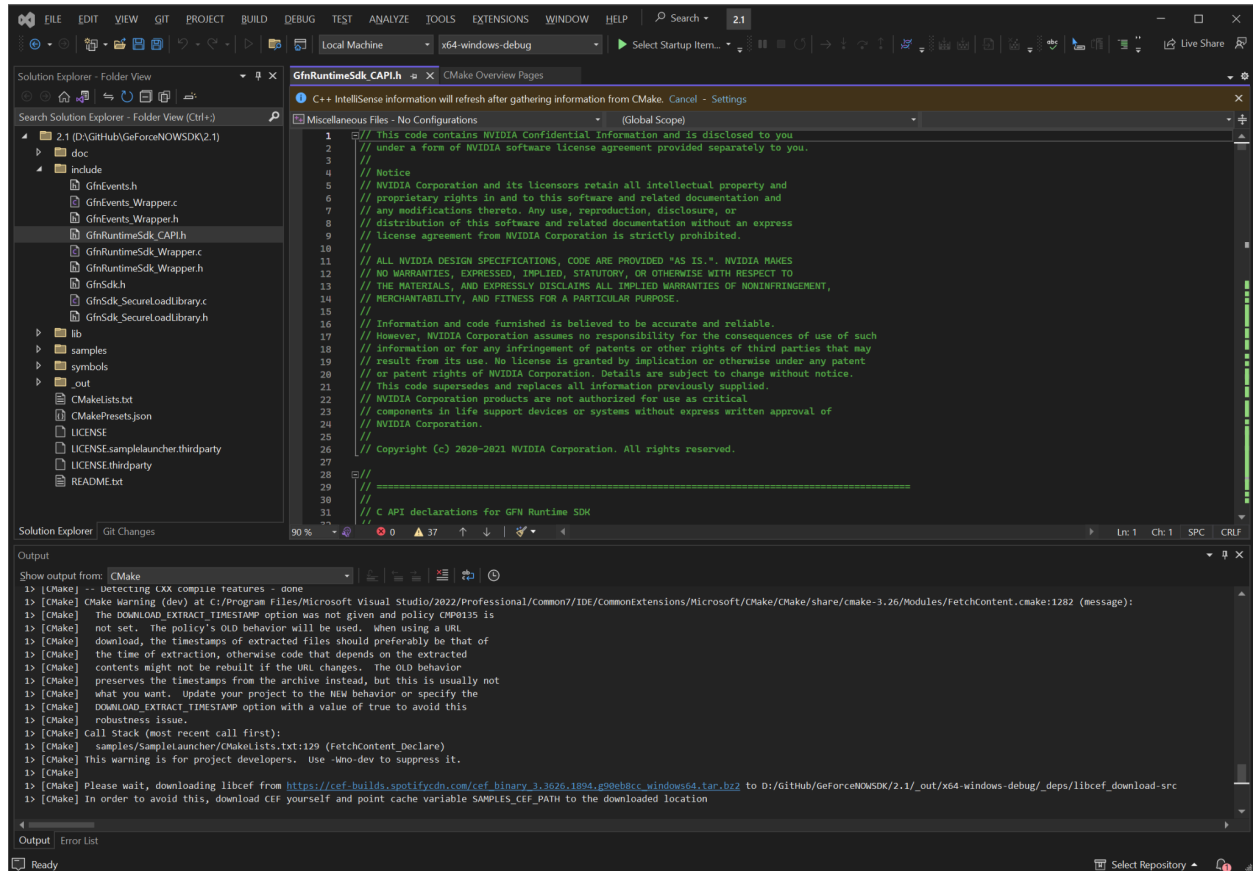 FILE EDIT VIEW GIT PROJECT BUILD DEBUG TEST ANALYZE TOOLS EXTENSIONS WINDOW HELP Search 2.1
Local Machine x64-windows-debug Select Startup Item... Live Share
Solution Explorer - Folder View
Search Solution Explorer - Folder View (Ctrl+;)
2.1 (D:\GitHub\GeForceNOWSDK\2.1)
doc
include
GfnEvents.h
GfnEvents_Wrapper.c
GfnEvents_Wrapper.h
GfnRuntimeSdk_CAPI.h
GfnRuntimeSdk_Wrapper.c
GfnRuntimeSdk_Wrapper.h
GfnSdk.h
GfnSdk_SecureLoadLibrary.c
GfnSdk_SecureLoadLibrary.h
lib
samples
symbols
_out
CMakeLists.txt
CMakePresets.json
LICENSE
LICENSE.samplelauncher.thirdparty
LICENSE.thirdparty
README.txt
Solution Explorer Git Changes
GfnRuntimeSdk_CAPI.h CMake Overview Pages
C++ IntelliSense information will refresh after gathering information from CMake. Cancel - Settings
Miscellaneous Files - No Configurations (Global Scope)
1 // This code contains NVIDIA Confidential Information and is disclosed to you
2 // under a form of NVIDIA software license agreement provided separately to you.
3 //
4 // Notice
5 // NVIDIA Corporation and its licensors retain all intellectual property and
6 // proprietary rights in and to this software and related documentation and
7 // any modifications thereto. Any use, reproduction, disclosure, or
8 // distribution of this software and related documentation without an express
9 // license agreement from NVIDIA Corporation is strictly prohibited.
10 //
11 // ALL NVIDIA DESIGN SPECIFICATIONS, CODE ARE PROVIDED "AS IS.". NVIDIA MAKES
12 // NO WARRANTIES, EXPRESSED, IMPLIED, STATUTORY, OR OTHERWISE WITH RESPECT TO
13 // THE MATERIALS, AND EXPRESSLY DISCLAIMS ALL IMPLIED WARRANTIES OF NONINFRINGEMENT,
14 // MERCHANTABILITY, AND FITNESS FOR A PARTICULAR PURPOSE.
15 //
16 // Information and code furnished is believed to be accurate and reliable.
17 // However, NVIDIA Corporation assumes no responsibility for the consequences of use of such
18 // information or for any infringement of patents or other rights of third parties that may
19 // result from its use. No license is granted by implication or otherwise under any patent
20 // or patent rights of NVIDIA Corporation. Details are subject to change without notice.
21 // This code supersedes and replaces all information previously supplied.
22 // NVIDIA Corporation products are not authorized for use as critical
23 // components in life support devices or systems without express written approval of
24 // NVIDIA Corporation.
25 //
26 // Copyright (c) 2020-2021 NVIDIA Corporation. All rights reserved.
27
28 //
29 // ===============================================================================================
30 //
31 // C API declarations for GFN Runtime SDK
32 //
90 % 0 37 Ln: 1 Ch: 1 SPC CRLF
Output
Show output from: CMake
1> [CMake] -- Detecting CXX compile features - done
1> [CMake] CMake Warning (dev) at C:/Program Files/Microsoft Visual Studio/2022/Professional/Common7/IDE/CommonExtensions/Microsoft/CMake/CMake/share/cmake-3.26/Modules/FetchContent.cmake:1282 (message):
1> [CMake] The DOWNLOAD_EXTRACT_TIMESTAMP option was not given and policy CMP0135 is
1> [CMake] not set. The policy's OLD behavior will be used. When using a URL
1> [CMake] download, the timestamps of extracted files should preferably be that of
1> [CMake] the time of extraction, otherwise code that depends on the extracted
1> [CMake] contents might not be rebuilt if the URL changes. The OLD behavior
1> [CMake] preserves the timestamps from the archive instead, but this is usually not
1> [CMake] what you want. Update your project to the NEW behavior or specify the
1> [CMake] DOWNLOAD_EXTRACT_TIMESTAMP option with a value of true to avoid this
1> [CMake] robustness issue.
1> [CMake] Call Stack (most recent call first):
1> [CMake] samples/SampleLauncher/CMakeLists.txt:129 (FetchContent_Declare)
1> [CMake] This warning is for project developers. Use -Wno-dev to suppress it.
1> [CMake]
1> [CMake] Please wait, downloading libcef from https://cef-builds.spotifycdn.com/cef_binary_3.3626.1894.g90eb8cc_windows64.tar.bz2 to D:/GitHub/GeForceNOWSDK/2.1/_out/x64-windows-debug/_deps/libcef_download-src
1> [CMake] In order to avoid this, download CEF yourself and point cache variable SAMPLES_CEF_PATH to the downloaded location
Output Error List
Ready Select Repository 1